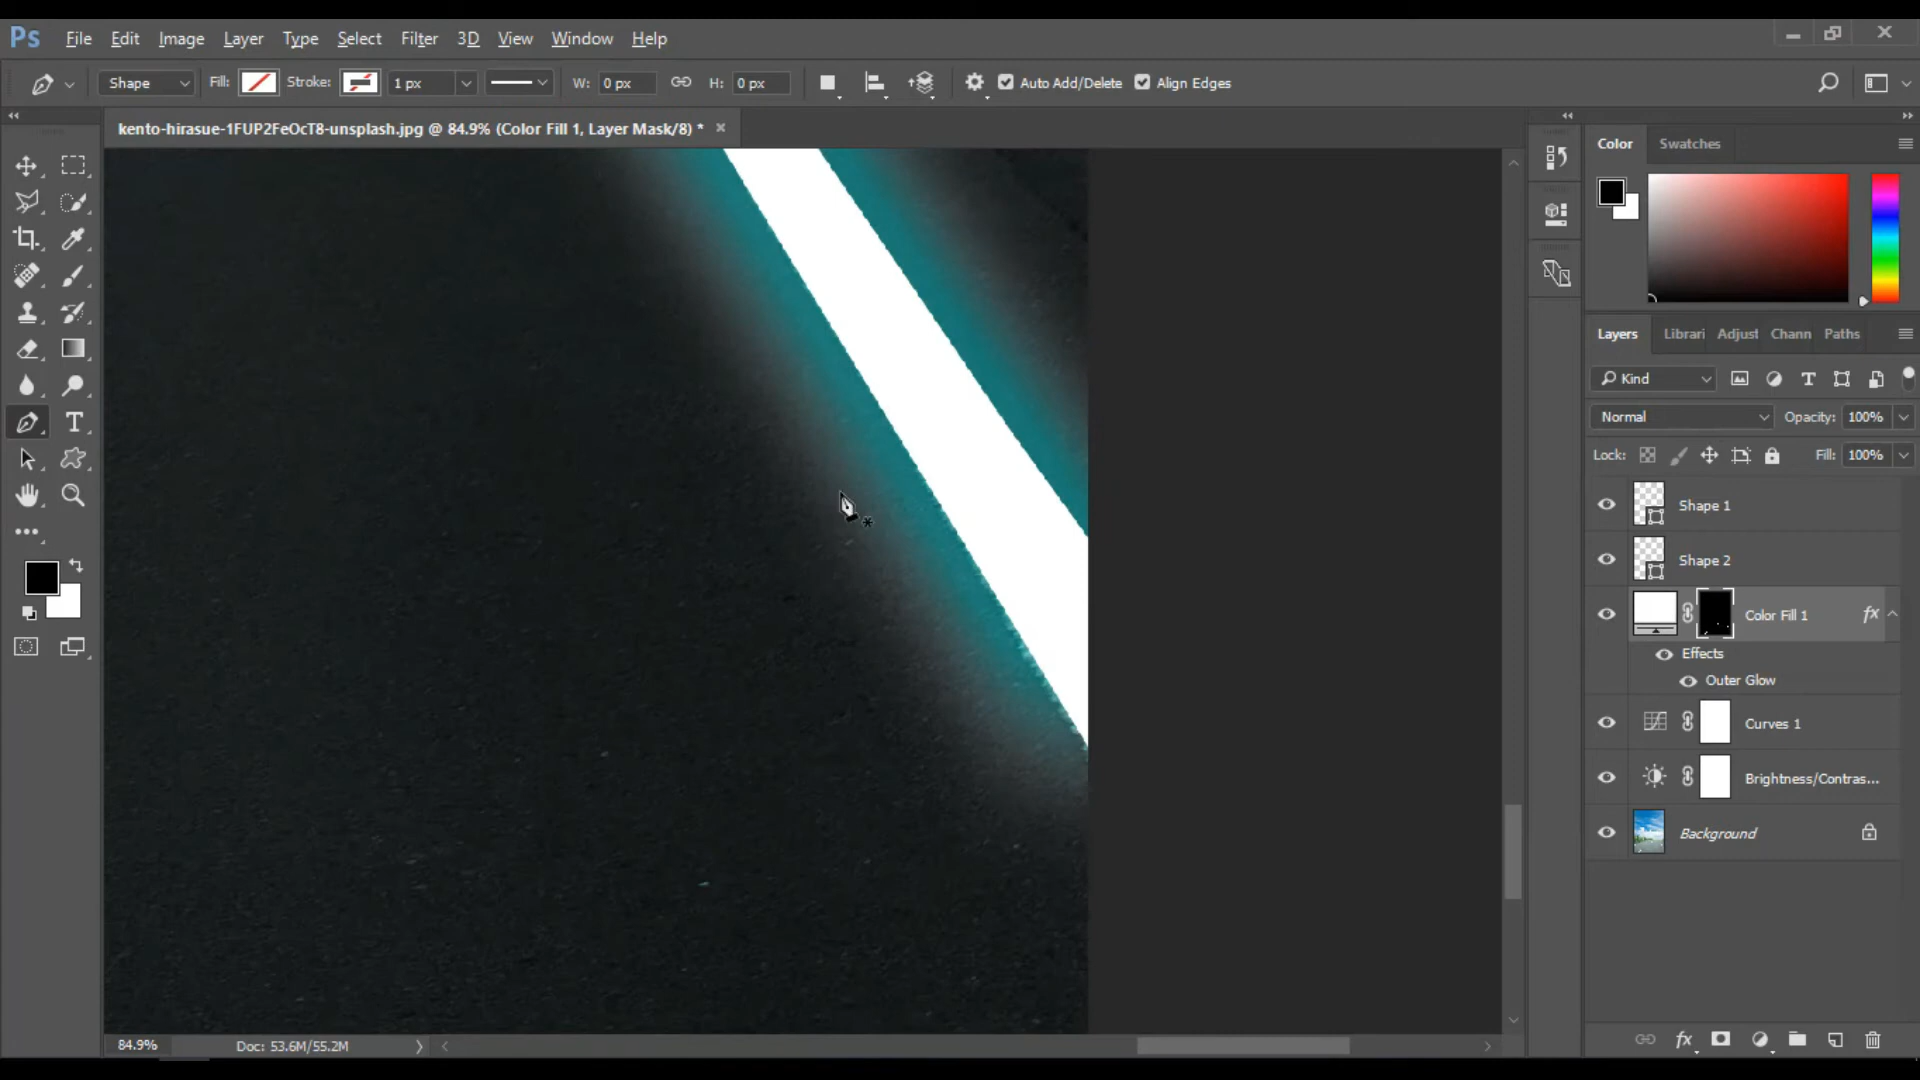 Ps File Edit Image Layer Type Select Filter 3D View Window Help
Shape Fill: Stroke: 1 px W: 0 px H: 0 px Auto Add/Delete Align Edges
kento-hirasue-1FUP2FeOcT8-unsplash.jpg @ 84.9% (Color Fill 1, Layer Mask/8) *
Color Swatches
Layers Librari Adjust Chann Paths
Kind
Normal Opacity: 100%
Lock: Fill: 100%
Shape 1
Shape 2
Color Fill 1 fx
Effects
Outer Glow
Curves 1
Brightness/Contras...
Background
84.9% Doc: 53.6M/55.2M
fx